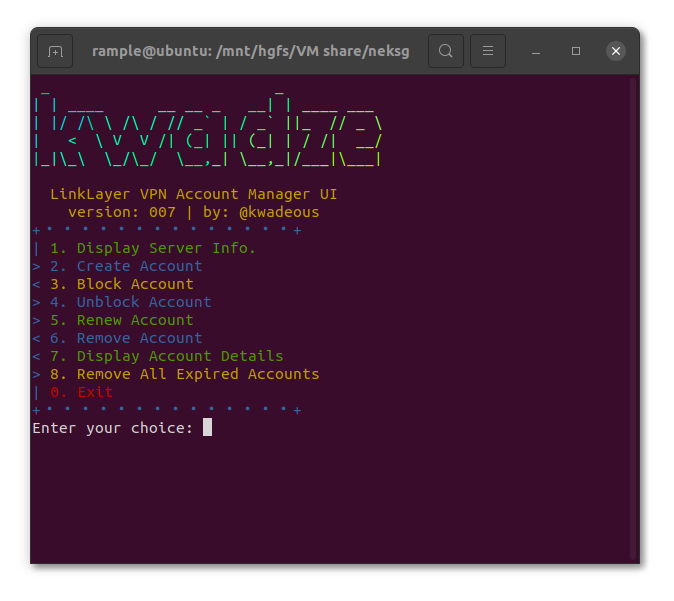 rample@ubuntu: /mnt/hgfs/VM share/neksg
kwadze
LinkLayer VPN Account Manager UI
version: 007 | by: @kwadeous
+ • • • • • • • • • • • • • • +
| 1. Display Server Info.
> 2. Create Account
< 3. Block Account
> 4. Unblock Account
> 5. Renew Account
< 6. Remove Account
< 7. Display Account Details
> 8. Remove All Expired Accounts
| 0. Exit
+ • • • • • • • • • • • • • • +
Enter your choice: